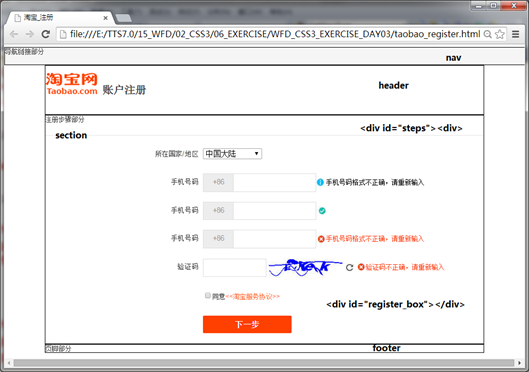 淘宝_注册
file:///E:/TTS7.0/15_WFD/02_CSS3/06_EXERCISE/WFD_CSS3_EXERCISE_DAY03/taobao_register.html
导航链接部分
nav
淘宝网
Taobao.com
账户注册
header
注册步骤部分
<div id="steps"><div>
section
所在国家/地区 中国大陆
手机号码 +86 手机号码格式不正确,请重新输入
手机号码 +86
手机号码 +86 手机号码格式不正确,请重新输入
验证码 验证码不正确,请重新输入
同意<<淘宝服务协议>>
<div id="register_box"></div>
下一步
页脚部分
footer